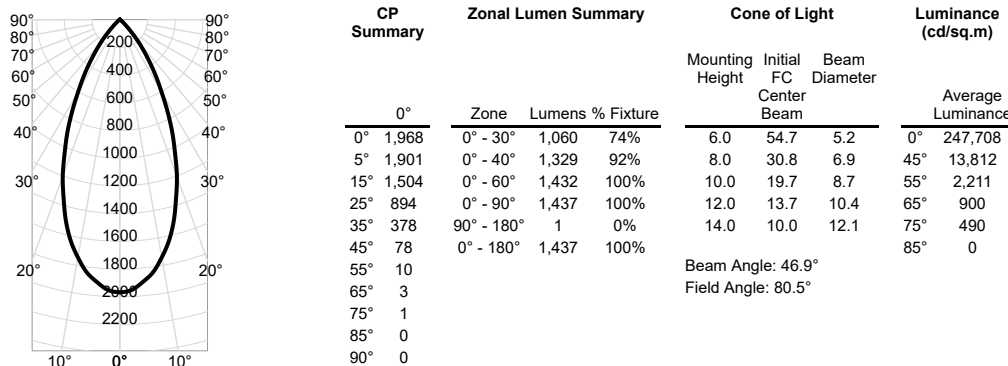 90° 90°
80° 200 80°
70° 70°
60° 400 60°
50° 600 50°
40° 800 40°
1000
30° 1200 30°
1400
1600
20° 1800 20°
2000
2200
10° 0° 10°
CP Summary
0°
0° 1,968
5° 1,901
15° 1,504
25° 894
35° 378
45° 78
55° 10
65° 3
75° 1
85° 0
90° 0
Zonal Lumen Summary
Zone Lumens % Fixture
0° - 30° 1,060 74%
0° - 40° 1,329 92%
0° - 60° 1,432 100%
0° - 90° 1,437 100%
90° - 180° 1 0%
0° - 180° 1,437 100%
Cone of Light
Mounting Initial Beam
Height FC Diameter
Center
Beam
6.0 54.7 5.2
8.0 30.8 6.9
10.0 19.7 8.7
12.0 13.7 10.4
14.0 10.0 12.1
Beam Angle: 46.9°
Field Angle: 80.5°
Luminance
(cd/sq.m)
Average
Luminance
0° 247,708
45° 13,812
55° 2,211
65° 900
75° 490
85° 0